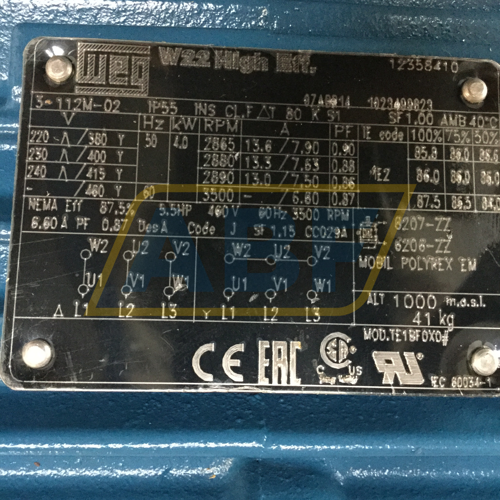 WEG W22 High Eff. 12358410
3~112M-02 IP55 INS CL.F ΔT 80 K S1 SF1.00 AMB 40°C
V Hz kW RPM A PF IE code 100% 75% 50%
220 Δ / 380 Y 50 4.0 2865 13.6 / 7.90 0.90 85.8 86.0
230 Δ / 400 Y 2880 13.3 / 7.63 0.88 IE2 86.0 86.0
240 Δ / 415 Y 2890 13.0 / 7.50 0.86 86.0 86.0
- / 460 Y 60 3500 - / 6.60 0.87 87.5 86.5
NEMA Eff 87.5% 5.5HP 460V 60Hz 3500 RPM 6207-ZZ
6.60 A PF 0.87 Des A Code J SF 1.15 CC029A 6206-ZZ
MOBIL POLYREX EM
W2 U2 V2 W2 U2 V2
U1 V1 W1 U1 V1 W1
Δ L1 L2 L3 Y L1 L2 L3
ALT 1000 m.a.s.l.
41 kg
MOD.TE1BF0X0
CE EAC C US
IEC 60034-1
ABF